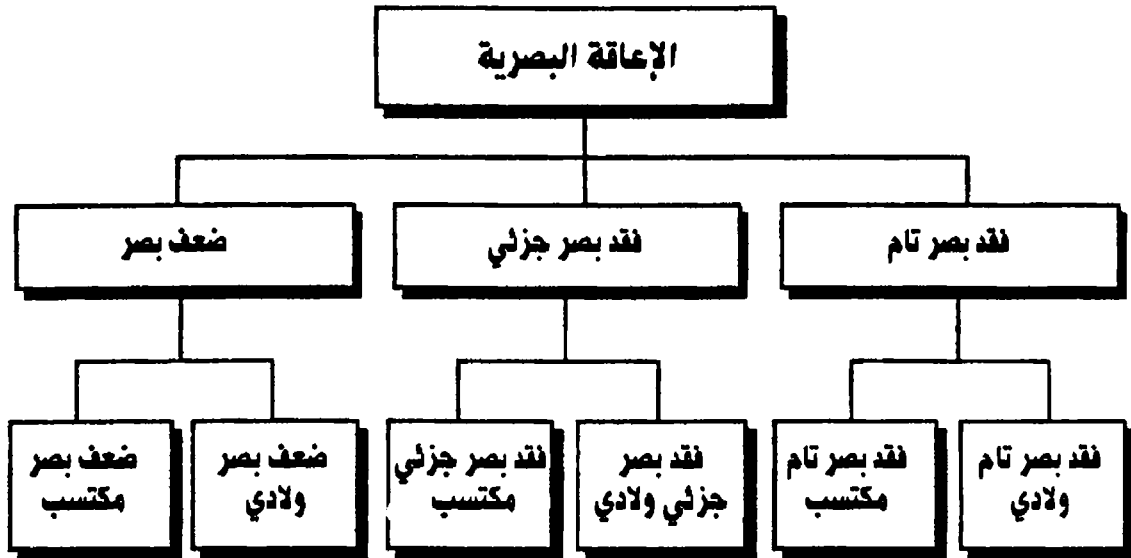 الإعاقة البصرية
فقد بصر تام
فقد بصر جزئي
ضعف بصر
فقد بصر تام
ولادي
فقد بصر تام
مكتسب
فقد بصر
جزئي ولادي
فقد بصر جزئي
مكتسب
ضعف بصر
ولادي
ضعف بصر
مكتسب